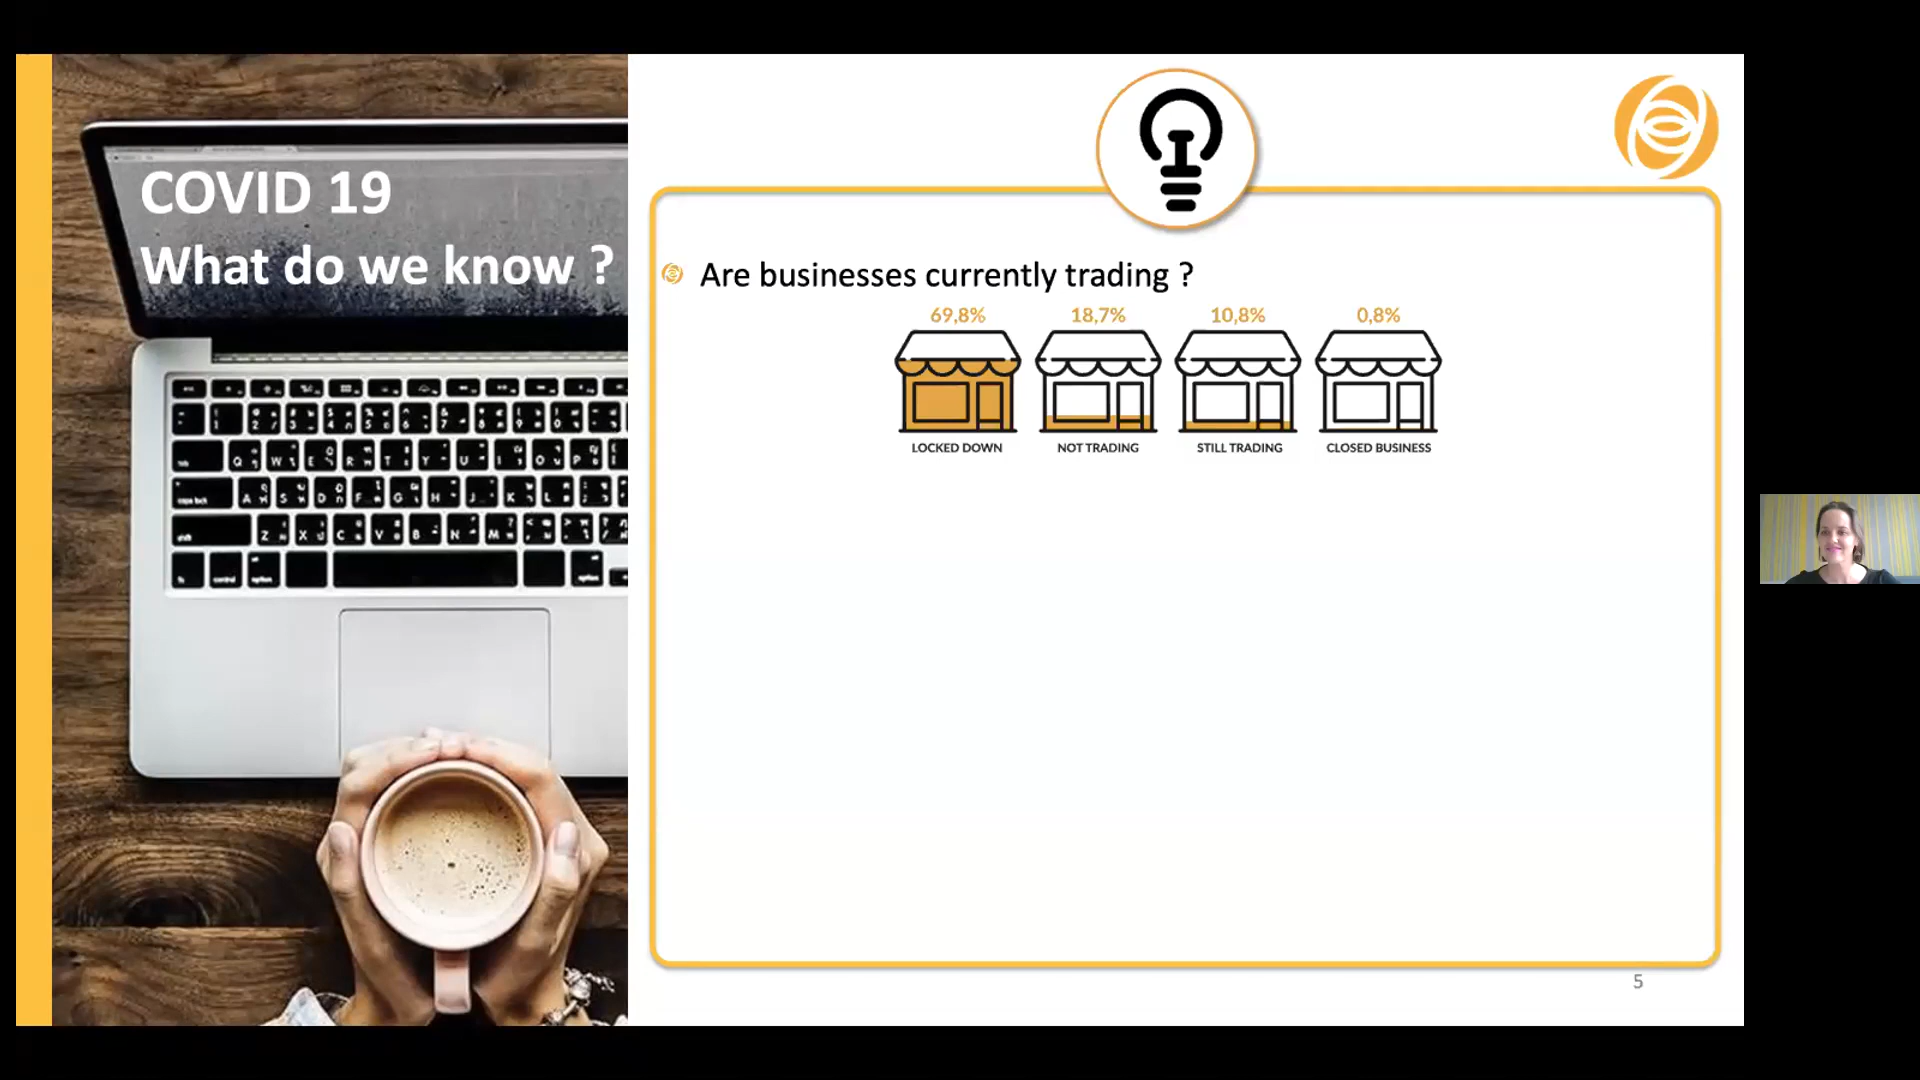 COVID 19
What do we know ?
Are businesses currently trading ?
69,8% 18,7% 10,8% 0,8%
LOCKED DOWN NOT TRADING STILL TRADING CLOSED BUSINESS
5